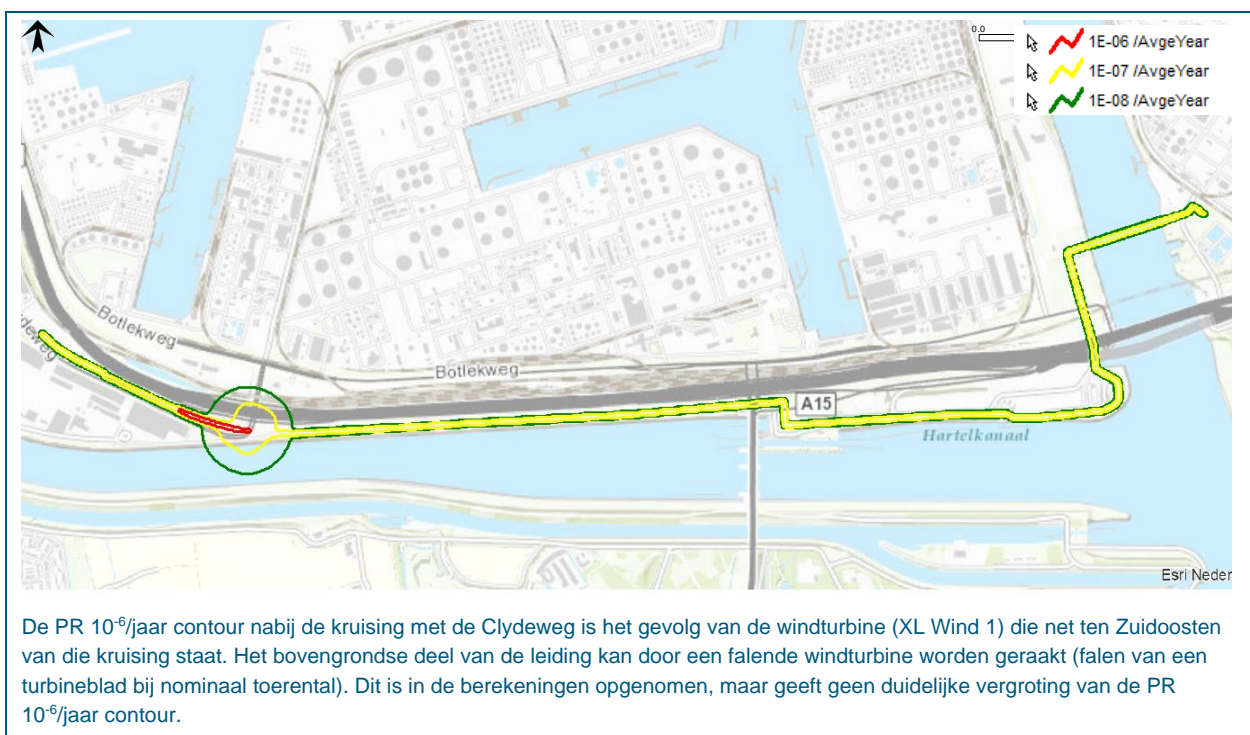 0.0
1E-06 /AvgeYear
1E-07 /AvgeYear
1E-08 /AvgeYear
Botlekweg
deweg
Botlekweg
A15
Hartelkanaal
Esri Neder
De PR 10⁻⁶/jaar contour nabij de kruising met de Clydeweg is het gevolg van de windturbine (XL Wind 1) die net ten Zuidoosten
van die kruising staat. Het bovengrondse deel van de leiding kan door een falende windturbine worden geraakt (falen van een
turbineblad bij nominaal toerental). Dit is in de berekeningen opgenomen, maar geeft geen duidelijke vergroting van de PR
10⁻⁶/jaar contour.